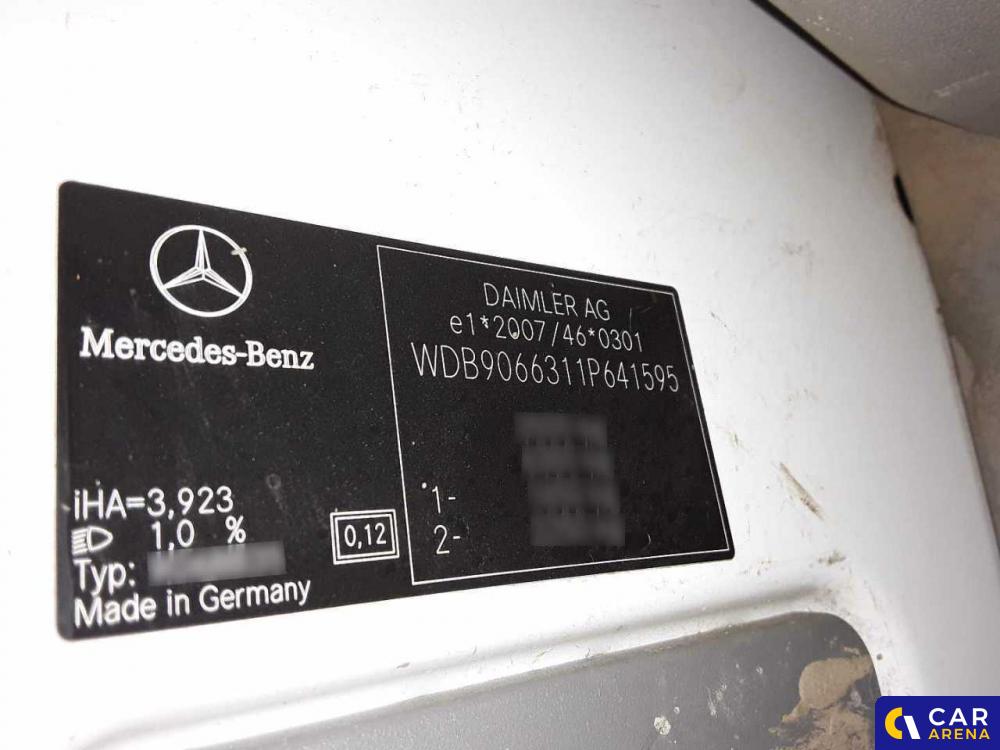 Mercedes-Benz
iHA=3,923
1,0 %
Typ:
Made in Germany
0,12
DAIMLER AG
e1*2007/46*0301
WDB9066311P641595
1-
2-
CAR
ARENA